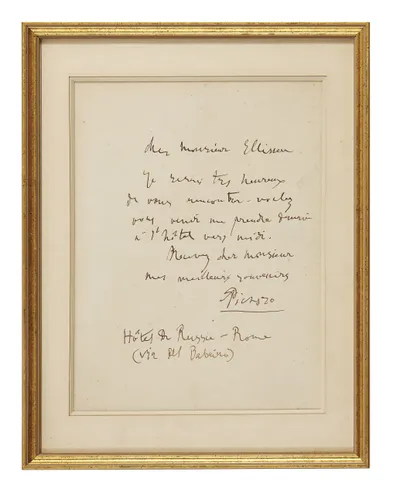 cher monsieur Ellissen
Je serai très heureux
de vous rencontrer - voulez
vous venir me prendre demain
à l'hôtel vers midi.
Recevez cher monsieur
mes meilleurs souvenirs
Picasso
Hôtel de Russie - Rome
(via del Babuino)